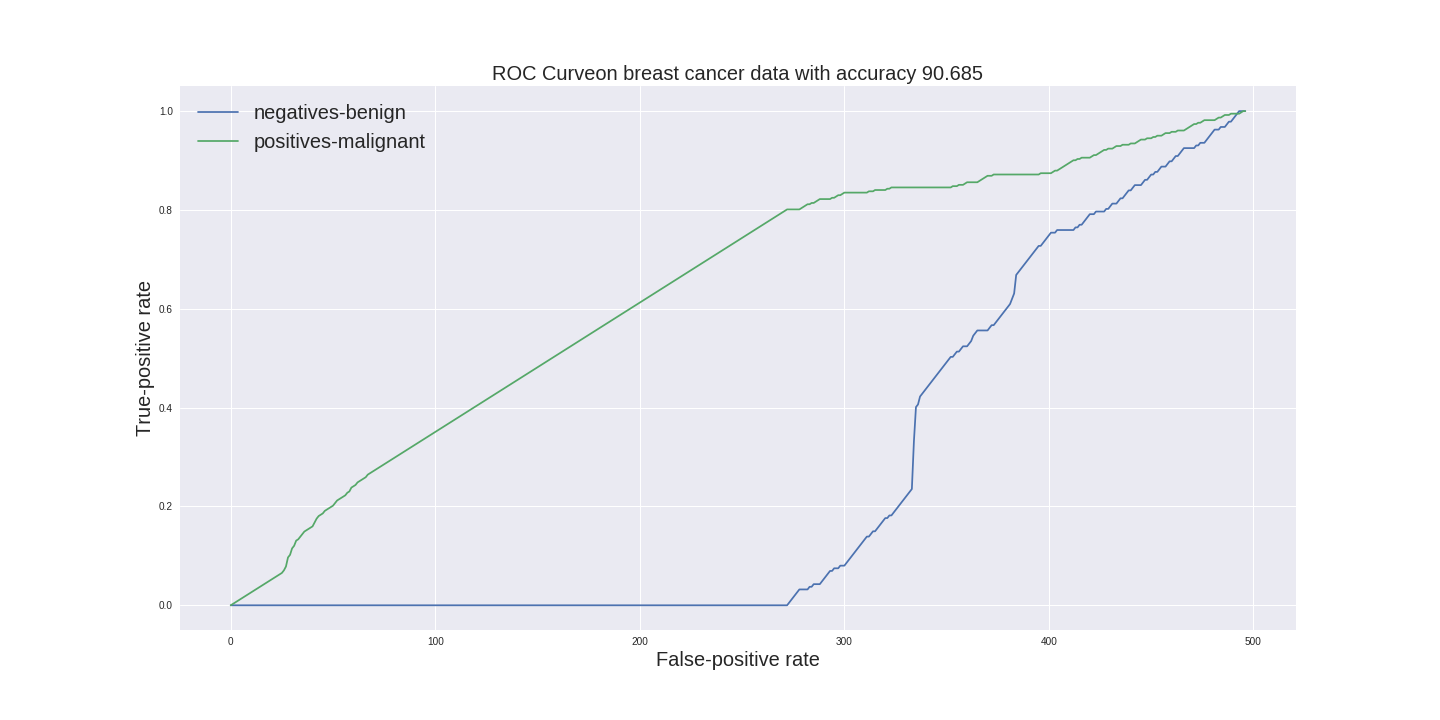 ROC Curveon breast cancer data with accuracy 90.685
negatives-benign
positives-malignant
1.0
0.8
0.6
0.4
0.2
0.0
True-positive rate
0 100 200 300 400 500
False-positive rate